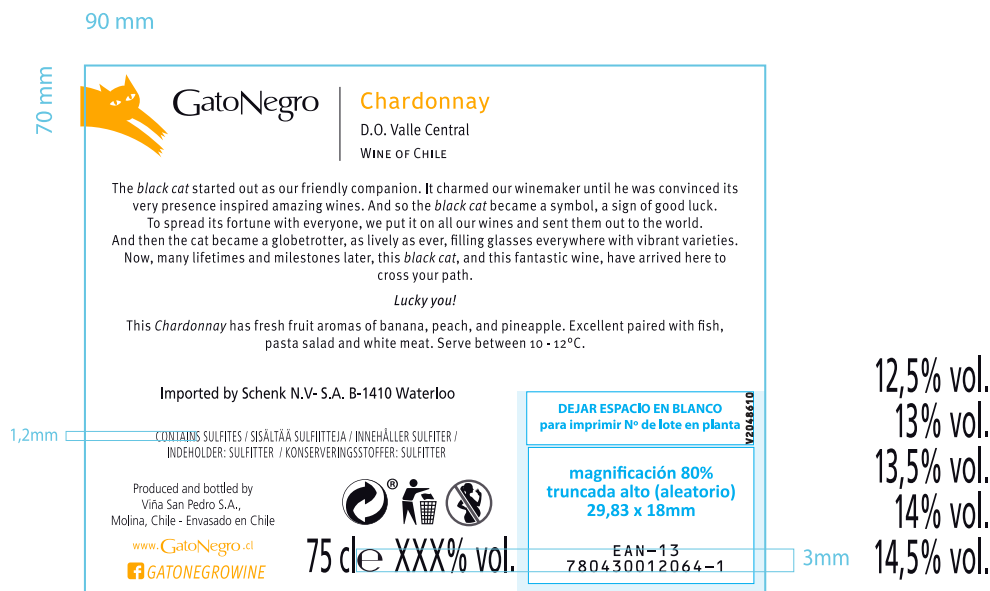 90 mm
70 mm
GatoNegro
Chardonnay
D.O. Valle Central
WINE OF CHILE
The black cat started out as our friendly companion. It charmed our winemaker until he was convinced its
very presence inspired amazing wines. And so the black cat became a symbol, a sign of good luck.
To spread its fortune with everyone, we put it on all our wines and sent them out to the world.
And then the cat became a globetrotter, as lively as ever, filling glasses everywhere with vibrant varieties.
Now, many lifetimes and milestones later, this black cat, and this fantastic wine, have arrived here to
cross your path.
Lucky you!
This Chardonnay has fresh fruit aromas of banana, peach, and pineapple. Excellent paired with fish,
pasta salad and white meat. Serve between 10 - 12°C.
Imported by Schenk N.V- S.A. B-1410 Waterloo
1,2mm
CONTAINS SULFITES / SISÄLTÄÄ SULFIITTEJA / INNEHÅLLER SULFITER /
INDEHOLDER: SULFITTER / KONSERVERINGSSTOFFER: SULFITTER
Produced and bottled by
Viña San Pedro S.A.,
Molina, Chile - Envasado en Chile
www.GatoNegro.cl
f GATONEGROWINE
®
75 cl e XXX% vol.
DEJAR ESPACIO EN BLANCO
para imprimir Nº de lote en planta
V2048610
magnificación 80%
truncada alto (aleatorio)
29,83 x 18mm
EAN-13
780430012064-1
3mm
12,5% vol.
13% vol.
13,5% vol.
14% vol.
14,5% vol.